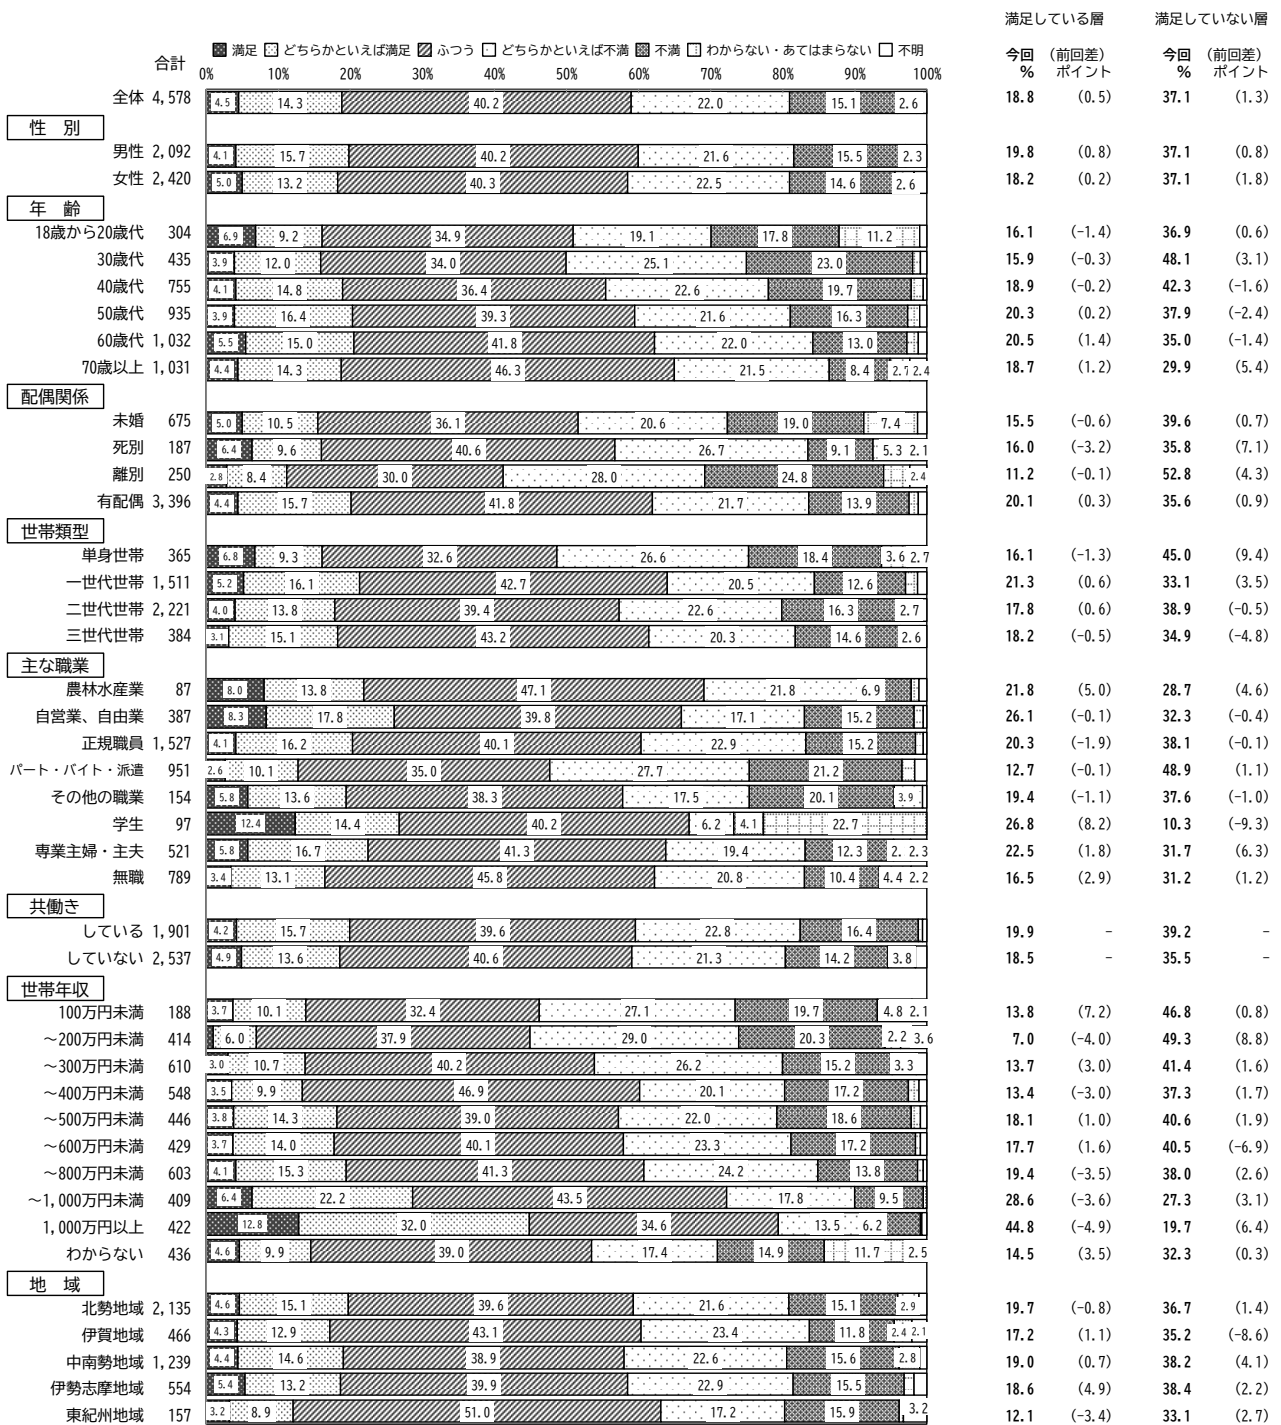 満足している層 満足していない層
満足 どちらかといえば満足 ふつう どちらかといえば不満 不満 わからない・あてはまらない 不明
合計 今回 (前回差) 今回 (前回差)
0% 10% 20% 30% 40% 50% 60% 70% 80% 90% 100% % ポイント % ポイント
全体 4,578 4.5 14.3 40.2 22.0 15.1 2.6 18.8 (0.5) 37.1 (1.3)
性 別
男性 2,092 4.1 15.7 40.2 21.6 15.5 2.3 19.8 (0.8) 37.1 (0.8)
女性 2,420 5.0 13.2 40.3 22.5 14.6 2.6 18.2 (0.2) 37.1 (1.8)
年 齢
18歳から20歳代 304 6.9 9.2 34.9 19.1 17.8 11.2 16.1 (-1.4) 36.9 (0.6)
30歳代 435 3.9 12.0 34.0 25.1 23.0 15.9 (-0.3) 48.1 (3.1)
40歳代 755 4.1 14.8 36.4 22.6 19.7 18.9 (-0.2) 42.3 (-1.6)
50歳代 935 3.9 16.4 39.3 21.6 16.3 20.3 (0.2) 37.9 (-2.4)
60歳代 1,032 5.5 15.0 41.8 22.0 13.0 20.5 (1.4) 35.0 (-1.4)
70歳以上 1,031 4.4 14.3 46.3 21.5 8.4 2.7 2.4 18.7 (1.2) 29.9 (5.4)
配偶関係
未婚 675 5.0 10.5 36.1 20.6 19.0 7.4 15.5 (-0.6) 39.6 (0.7)
死別 187 6.4 9.6 40.6 26.7 9.1 5.3 2.1 16.0 (-3.2) 35.8 (7.1)
離別 250 2.8 8.4 30.0 28.0 24.8 2.4 11.2 (-0.1) 52.8 (4.3)
有配偶 3,396 4.4 15.7 41.8 21.7 13.9 20.1 (0.3) 35.6 (0.9)
世帯類型
単身世帯 365 6.8 9.3 32.6 26.6 18.4 3.6 2.7 16.1 (-1.3) 45.0 (9.4)
一世代世帯 1,511 5.2 16.1 42.7 20.5 12.6 21.3 (0.6) 33.1 (3.5)
二世代世帯 2,221 4.0 13.8 39.4 22.6 16.3 2.7 17.8 (0.6) 38.9 (-0.5)
三世代世帯 384 3.1 15.1 43.2 20.3 14.6 2.6 18.2 (-0.5) 34.9 (-4.8)
主な職業
農林水産業 87 8.0 13.8 47.1 21.8 6.9 21.8 (5.0) 28.7 (4.6)
自営業、自由業 387 8.3 17.8 39.8 17.1 15.2 26.1 (-0.1) 32.3 (-0.4)
正規職員 1,527 4.1 16.2 40.1 22.9 15.2 20.3 (-1.9) 38.1 (-0.1)
パート・バイト・派遣 951 2.6 10.1 35.0 27.7 21.2 12.7 (-0.1) 48.9 (1.1)
その他の職業 154 5.8 13.6 38.3 17.5 20.1 3.9 19.4 (-1.1) 37.6 (-1.0)
学生 97 12.4 14.4 40.2 6.2 4.1 22.7 26.8 (8.2) 10.3 (-9.3)
専業主婦・主夫 521 5.8 16.7 41.3 19.4 12.3 2. 2.3 22.5 (1.8) 31.7 (6.3)
無職 789 3.4 13.1 45.8 20.8 10.4 4.4 2.2 16.5 (2.9) 31.2 (1.2)
共働き
している 1,901 4.2 15.7 39.6 22.8 16.4 19.9 - 39.2 -
していない 2,537 4.9 13.6 40.6 21.3 14.2 3.8 18.5 - 35.5 -
世帯年収
100万円未満 188 3.7 10.1 32.4 27.1 19.7 4.8 2.1 13.8 (7.2) 46.8 (0.8)
～200万円未満 414 6.0 37.9 29.0 20.3 2.2 3.6 7.0 (-4.0) 49.3 (8.8)
～300万円未満 610 3.0 10.7 40.2 26.2 15.2 3.3 13.7 (3.0) 41.4 (1.6)
～400万円未満 548 3.5 9.9 46.9 20.1 17.2 13.4 (-3.0) 37.3 (1.7)
～500万円未満 446 3.8 14.3 39.0 22.0 18.6 18.1 (1.0) 40.6 (1.9)
～600万円未満 429 3.7 14.0 40.1 23.3 17.2 17.7 (1.6) 40.5 (-6.9)
～800万円未満 603 4.1 15.3 41.3 24.2 13.8 19.4 (-3.5) 38.0 (2.6)
～1,000万円未満 409 6.4 22.2 43.5 17.8 9.5 28.6 (-3.6) 27.3 (3.1)
1,000万円以上 422 12.8 32.0 34.6 13.5 6.2 44.8 (-4.9) 19.7 (6.4)
わからない 436 4.6 9.9 39.0 17.4 14.9 11.7 2.5 14.5 (3.5) 32.3 (0.3)
地 域
北勢地域 2,135 4.6 15.1 39.6 21.6 15.1 2.9 19.7 (-0.8) 36.7 (1.4)
伊賀地域 466 4.3 12.9 43.1 23.4 11.8 2.4 2.1 17.2 (1.1) 35.2 (-8.6)
中南勢地域 1,239 4.4 14.6 38.9 22.6 15.6 2.8 19.0 (0.7) 38.2 (4.1)
伊勢志摩地域 554 5.4 13.2 39.9 22.9 15.5 18.6 (4.9) 38.4 (2.2)
東紀州地域 157 3.2 8.9 51.0 17.2 15.9 3.2 12.1 (-3.4) 33.1 (2.7)